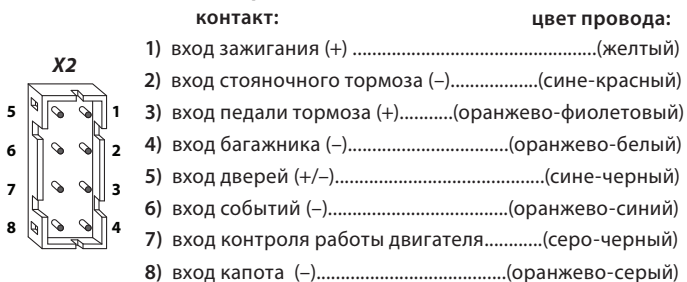 контакт: цвет провода:
X2
1) вход зажигания (+) ................................................(желтый)
2) вход стояночного тормоза (–).................(сине-красный)
3) вход педали тормоза (+)...........(оранжево-фиолетовый)
4) вход багажника (–)................................(оранжево-белый)
5) вход дверей (+/–).........................................(сине-черный)
6) вход событий (–)....................................(оранжево-синий)
7) вход контроля работы двигателя............(серо-черный)
8) вход капота (–).....................................(оранжево-серый)
5 1
6 2
7 3
8 4